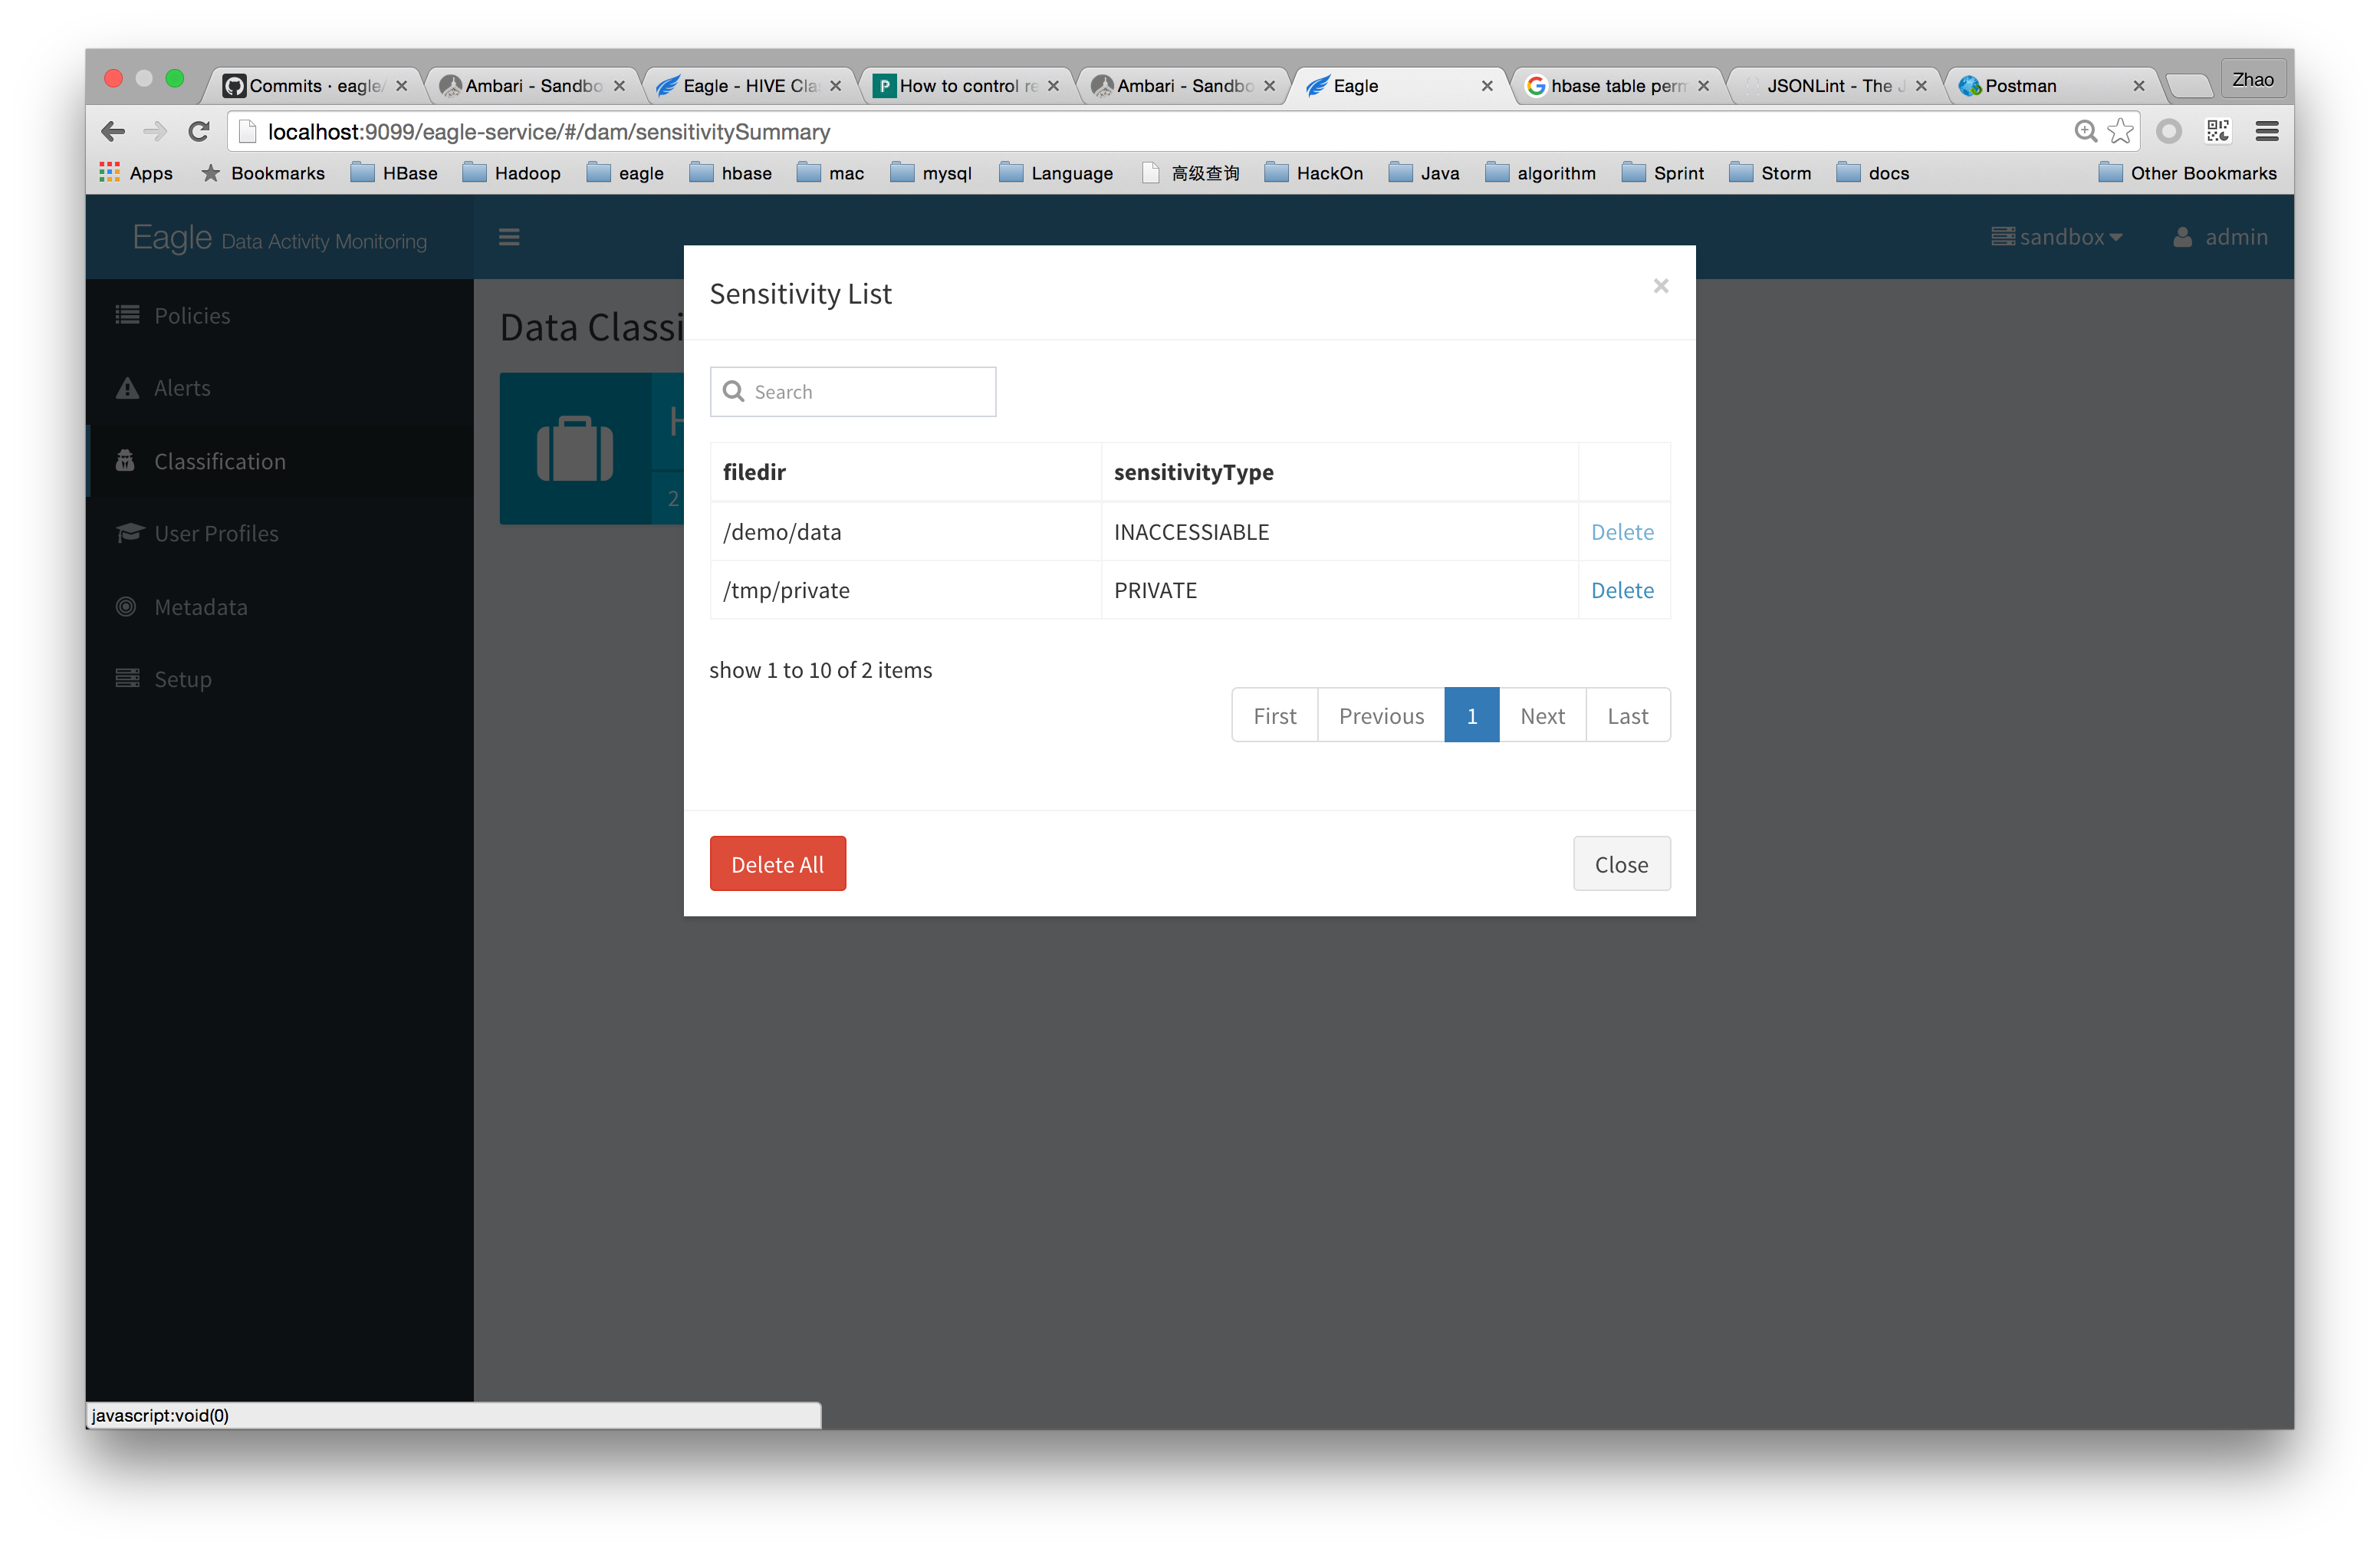 Commits · eagle/
Ambari - Sandbo
Eagle - HIVE Cla
How to control re
Ambari - Sandbo
Eagle
hbase table perm
JSONLint - The J
Postman
Zhao
localhost:9099/eagle-service/#/dam/sensitivitySummary
Apps
Bookmarks
HBase
Hadoop
eagle
hbase
mac
mysql
Language
高级查询
HackOn
Java
algorithm
Sprint
Storm
docs
Other Bookmarks
Eagle Data Activity Monitoring
sandbox
admin
Policies
Alerts
Classification
User Profiles
Metadata
Setup
Data Classi
H
2
Sensitivity List
×
Search
filedir sensitivityType
/demo/data INACCESSIABLE Delete
/tmp/private PRIVATE Delete
show 1 to 10 of 2 items
First Previous 1 Next Last
Delete All
Close
javascript:void(0)